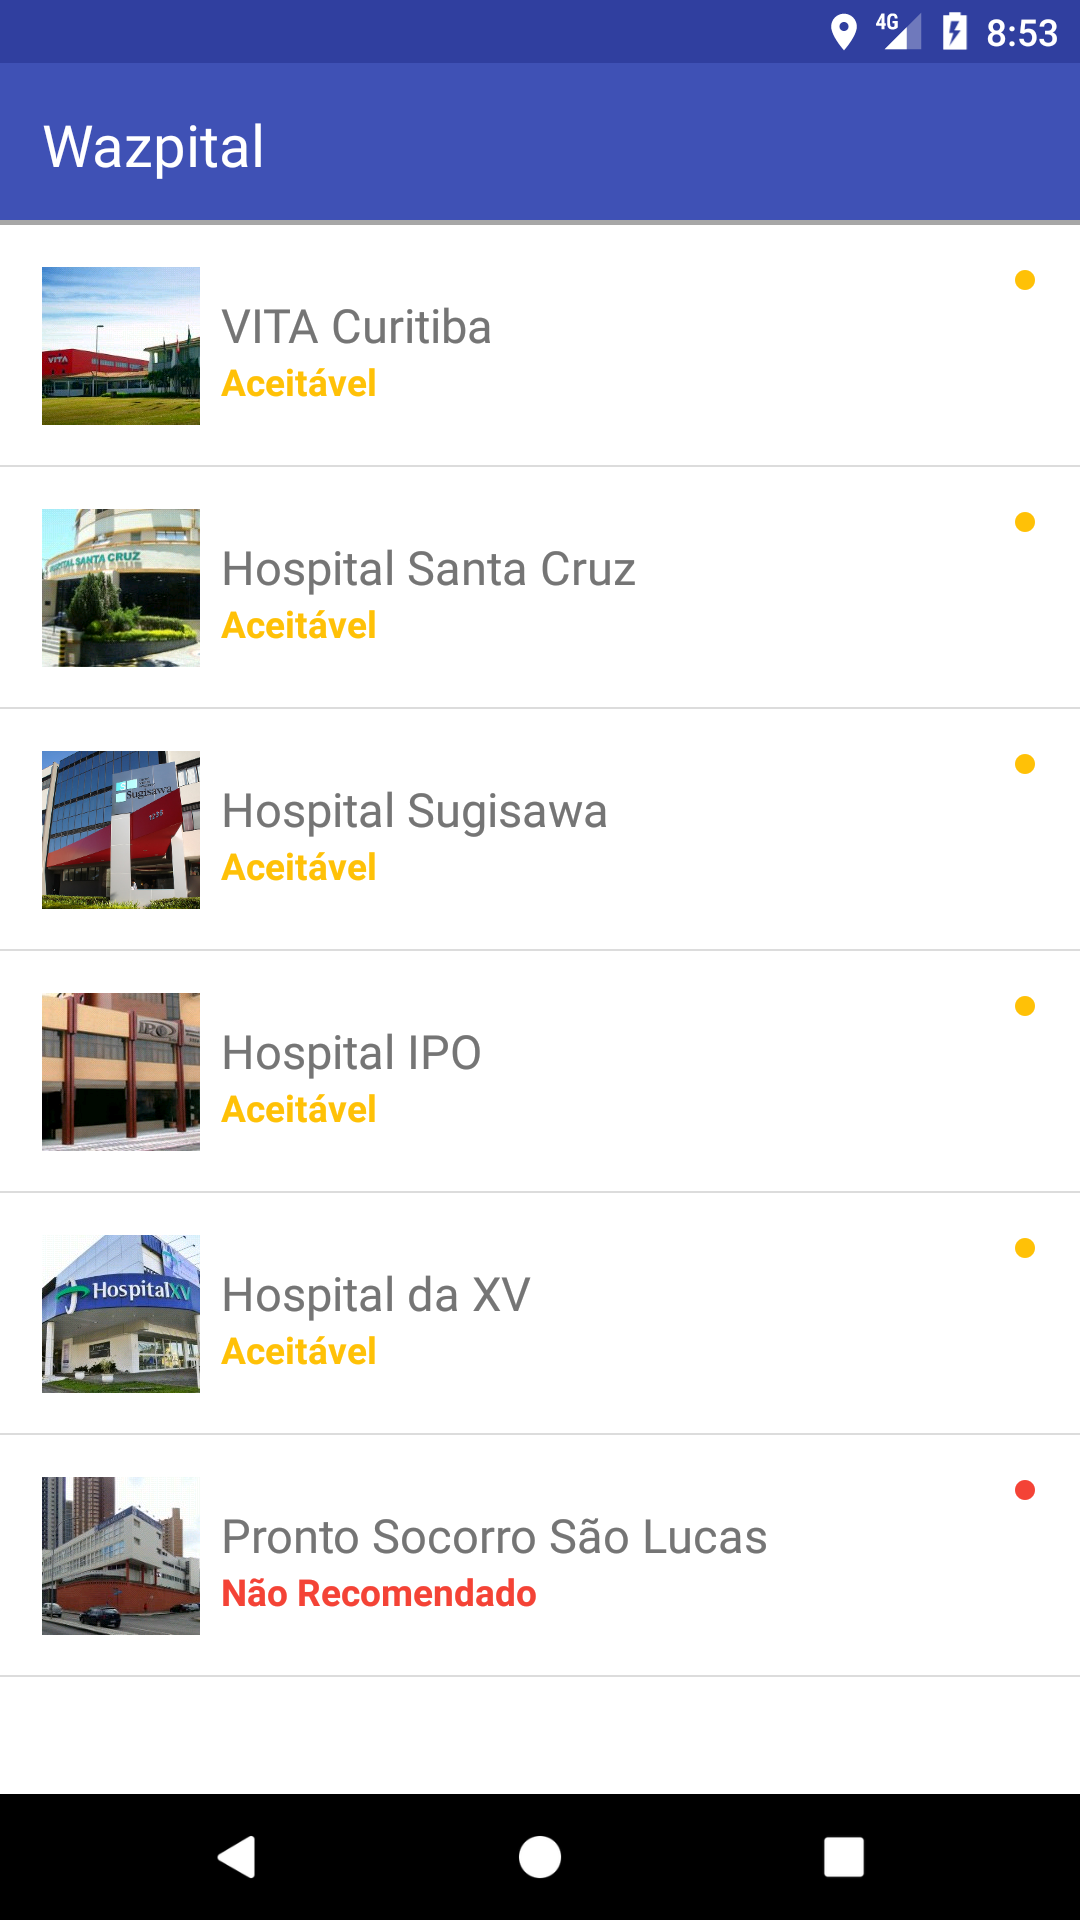 4G 8:53
Wazpital
VITA
VITA Curitiba
Aceitável
HOSPITAL SANTA CRUZ
Hospital Santa Cruz
Aceitável
Sugisawa
1236
Hospital Sugisawa
Aceitável
IPO
Hospital IPO
Aceitável
HospitalXV
Hospital da XV
Aceitável
Pronto Socorro São Lucas
Não Recomendado